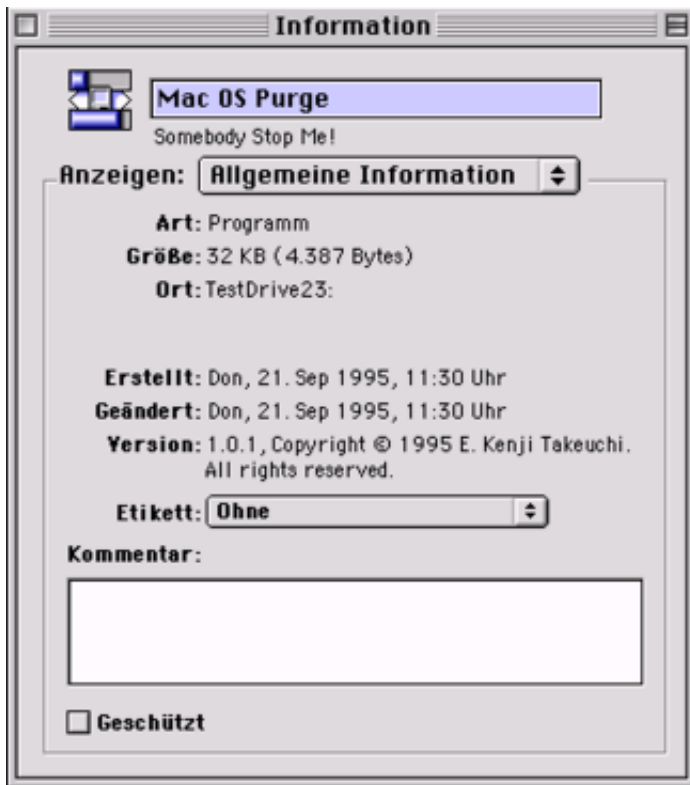 Information
Mac OS Purge
Somebody Stop Me!
Anzeigen: Allgemeine Information
Art: Programm
Größe: 32 KB (4.387 Bytes)
Ort: TestDrive23:
Erstellt: Don, 21. Sep 1995, 11:30 Uhr
Geändert: Don, 21. Sep 1995, 11:30 Uhr
Version: 1.0.1, Copyright © 1995 E. Kenji Takeuchi.
All rights reserved.
Etikett: Ohne
Kommentar:
Geschützt